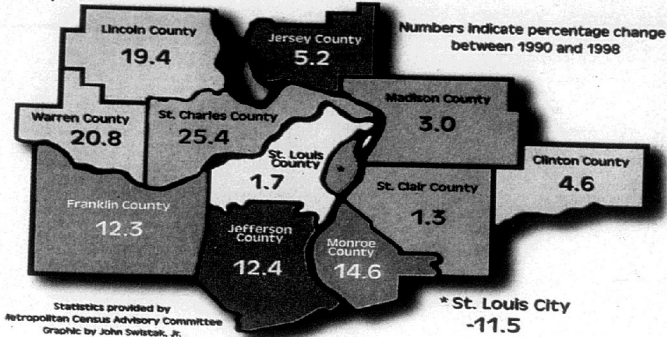 Numbers indicate percentage change
between 1990 and 1998
Lincoln County
19.4
Jersey County
5.2
Warren County
20.8
St. Charles County
25.4
Madison County
3.0
St. Louis
County
1.7
*
Clinton County
4.6
St. Clair County
1.3
Franklin County
12.3
Jefferson
County
12.4
Monroe
County
14.6
* St. Louis City
-11.5
Statistics provided by
Metropolitan Census Advisory Committee
Graphic by John Swistak, Jr.